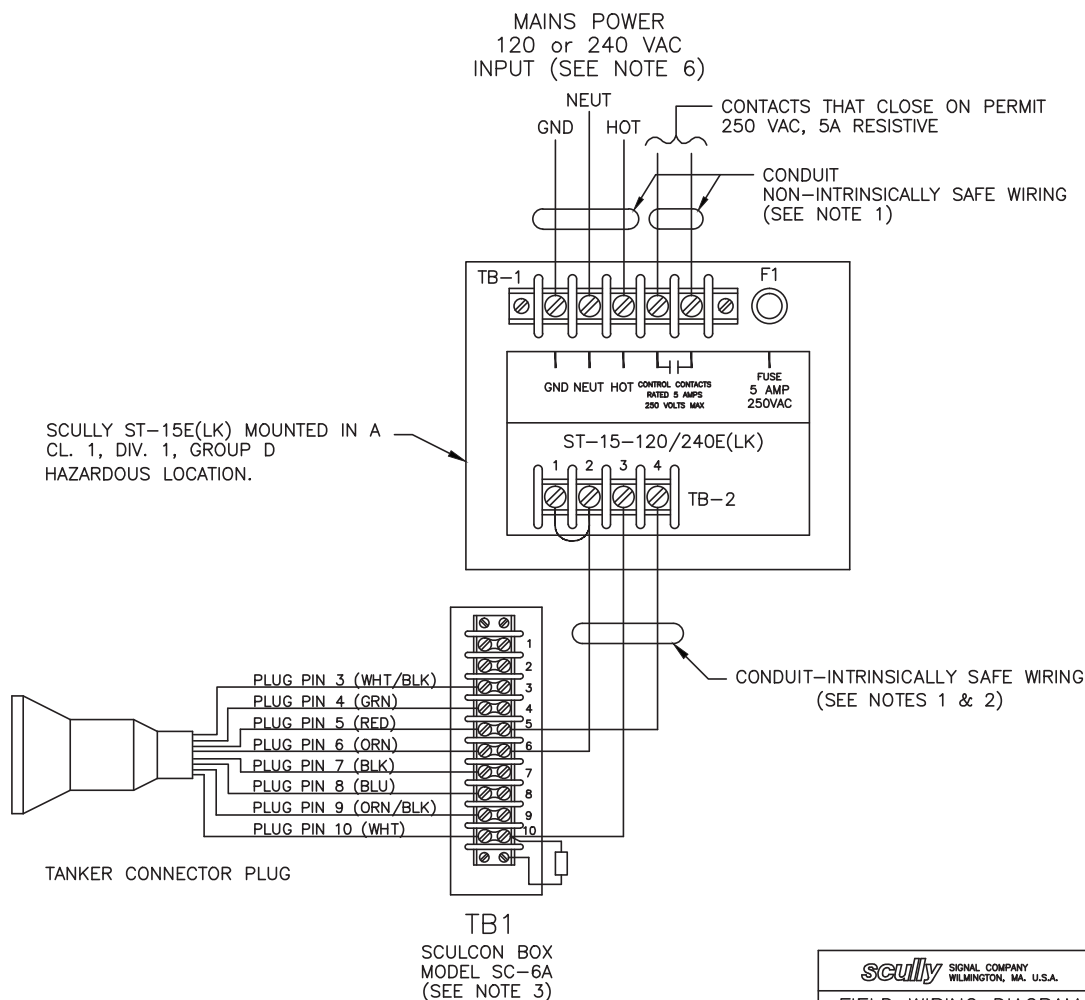 MAINS POWER
120 or 240 VAC
INPUT (SEE NOTE 6)
NEUT
GND
HOT
CONTACTS THAT CLOSE ON PERMIT
250 VAC, 5A RESISTIVE
CONDUIT
NON-INTRINSICALLY SAFE WIRING
(SEE NOTE 1)
TB-1
F1
GND NEUT HOT
CONTROL CONTACTS
RATED 5 AMPS
250 VOLTS MAX
FUSE
5 AMP
250VAC
SCULLY ST-15E(LK) MOUNTED IN A
CL. 1, DIV. 1, GROUP D
HAZARDOUS LOCATION.
ST-15-120/240E(LK)
1 2 3 4
TB-2
CONDUIT-INTRINSICALLY SAFE WIRING
(SEE NOTES 1 & 2)
1
2
PLUG PIN 3 (WHT/BLK)
3
PLUG PIN 4 (GRN)
4
PLUG PIN 5 (RED)
5
PLUG PIN 6 (ORN)
6
PLUG PIN 7 (BLK)
7
PLUG PIN 8 (BLU)
8
PLUG PIN 9 (ORN/BLK)
9
PLUG PIN 10 (WHT)
10
TANKER CONNECTOR PLUG
TB1
SCULCON BOX
MODEL SC-6A
(SEE NOTE 3)
scully SIGNAL COMPANY
WILMINGTON, MA. U.S.A.